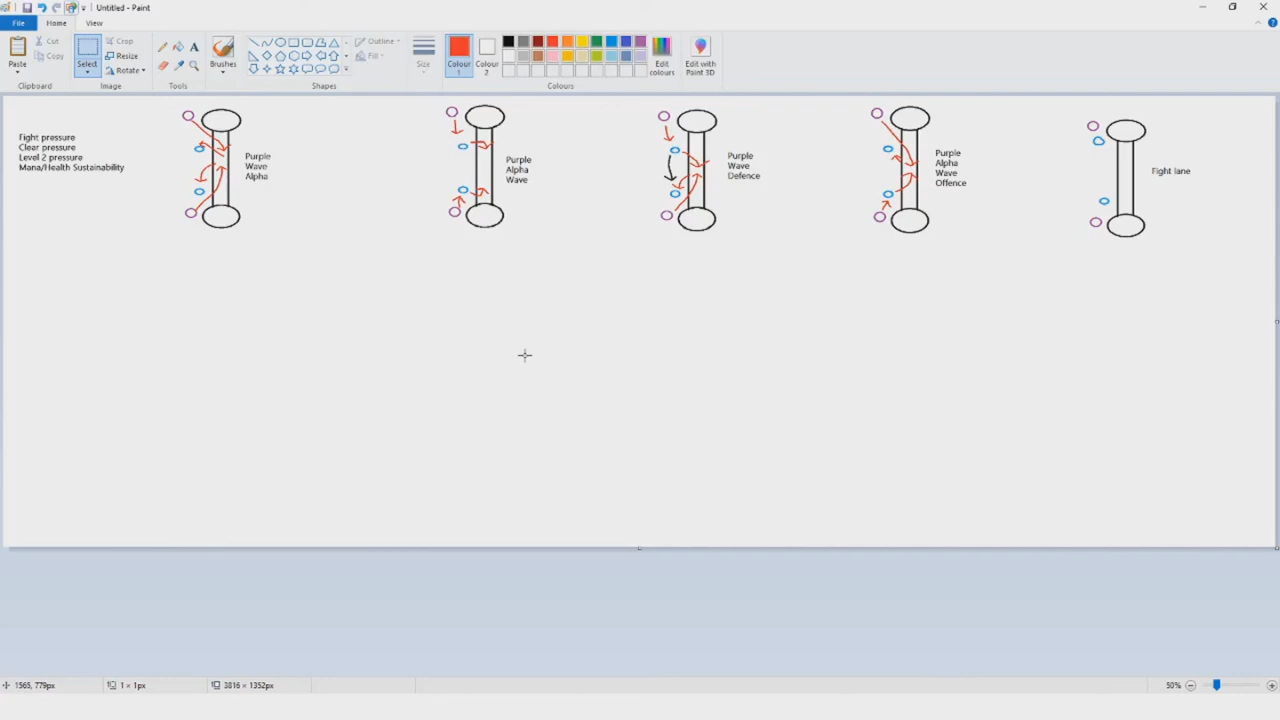 Untitled - Paint
File
Home
View
Paste
Cut
Copy
Clipboard
Select
Crop
Resize
Rotate
Image
Tools
Brushes
Shapes
Outline
Fill
Size
Colour 1
Colour 2
Colours
Edit colours
Edit with Paint 3D
Fight pressure
Clear pressure
Level 2 pressure
Mana/Health Sustainability
Purple
Wave
Alpha
Purple
Alpha
Wave
Purple
Wave
Defence
Purple
Alpha
Wave
Offence
Fight lane
1565, 779px
1 × 1px
3816 × 1352px
50%